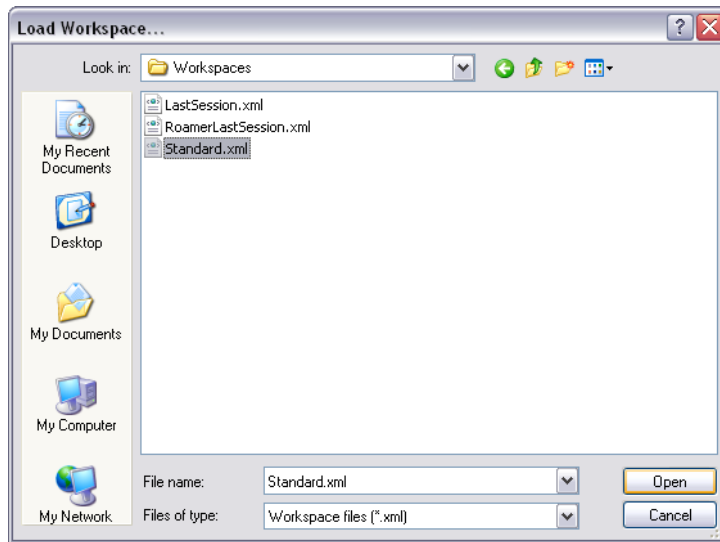 Load Workspace...
?
Look in:
Workspaces
LastSession.xml
RoamerLastSession.xml
Standard.xml
My Recent
Documents
Desktop
My Documents
My Computer
My Network
File name:
Standard.xml
Open
Files of type:
Workspace files (*.xml)
Cancel